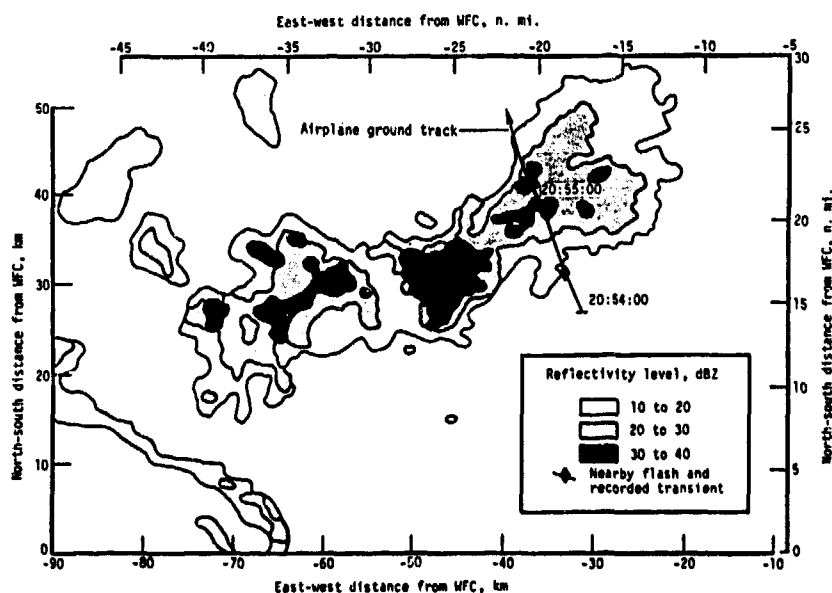 East-west distance from WFC, n. mi.
-45 -40 -35 -30 -25 -20 -15 -10 -5
30
50
Airplane ground track
25
North-south distance from WFC, km
40
20:55:00
20
North-south distance from WFC, n. mi.
30
20:54:00
15
20
Reflectivity level, dBZ
10
10 to 20
20 to 30
10
30 to 40
5
Nearby flash and
recorded transient
0
0
-90 -80 -70 -60 -50 -40 -30 -20 -10
East-west distance from WFC, km